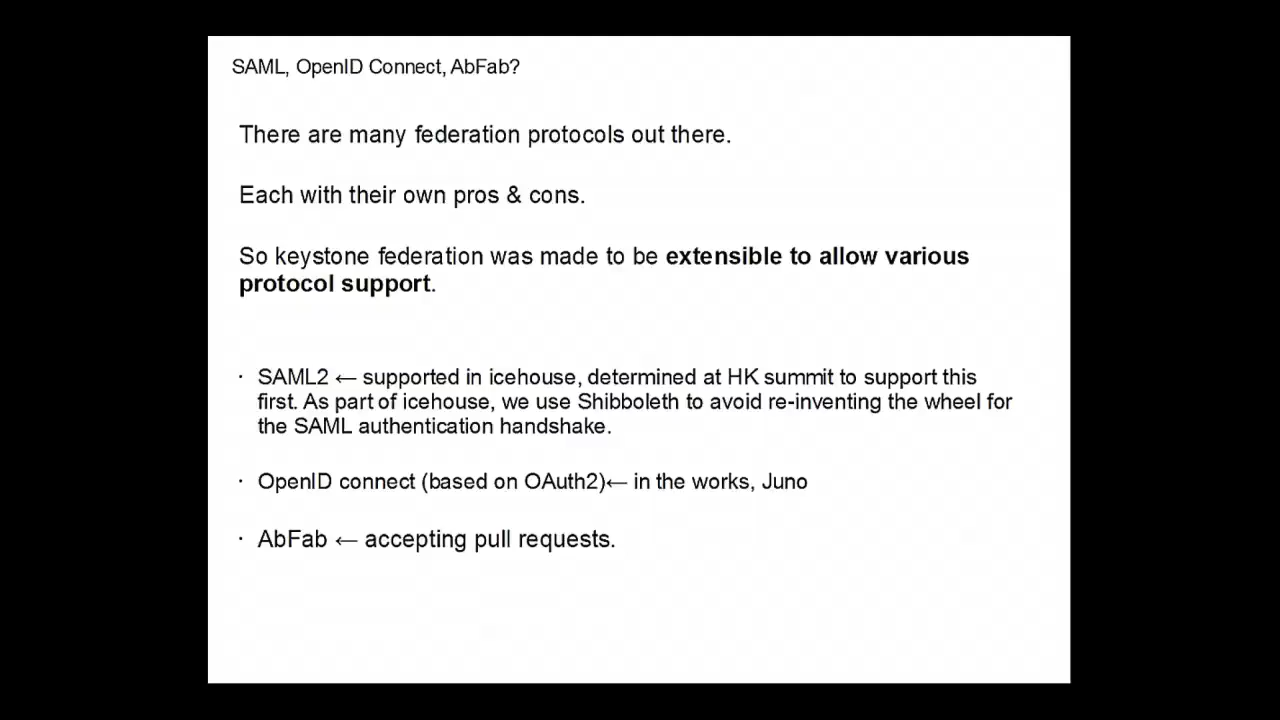 SAML, OpenID Connect, AbFab?
There are many federation protocols out there.
Each with their own pros & cons.
So keystone federation was made to be extensible to allow various
protocol support.
· SAML2 ← supported in icehouse, determined at HK summit to support this
first. As part of icehouse, we use Shibboleth to avoid re-inventing the wheel for
the SAML authentication handshake.
· OpenID connect (based on OAuth2)← in the works, Juno
· AbFab ← accepting pull requests.